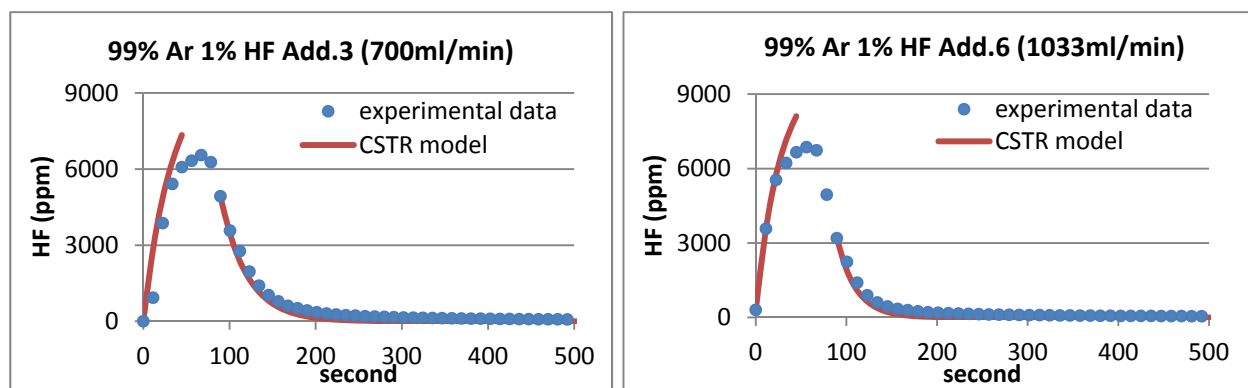 99% Ar 1% HF Add.3 (700ml/min)
9000
6000
3000
0
HF (ppm)
experimental data
CSTR model
0 100 200 300 400 500
second
99% Ar 1% HF Add.6 (1033ml/min)
9000
6000
3000
0
HF (ppm)
experimental data
CSTR model
0 100 200 300 400 500
second